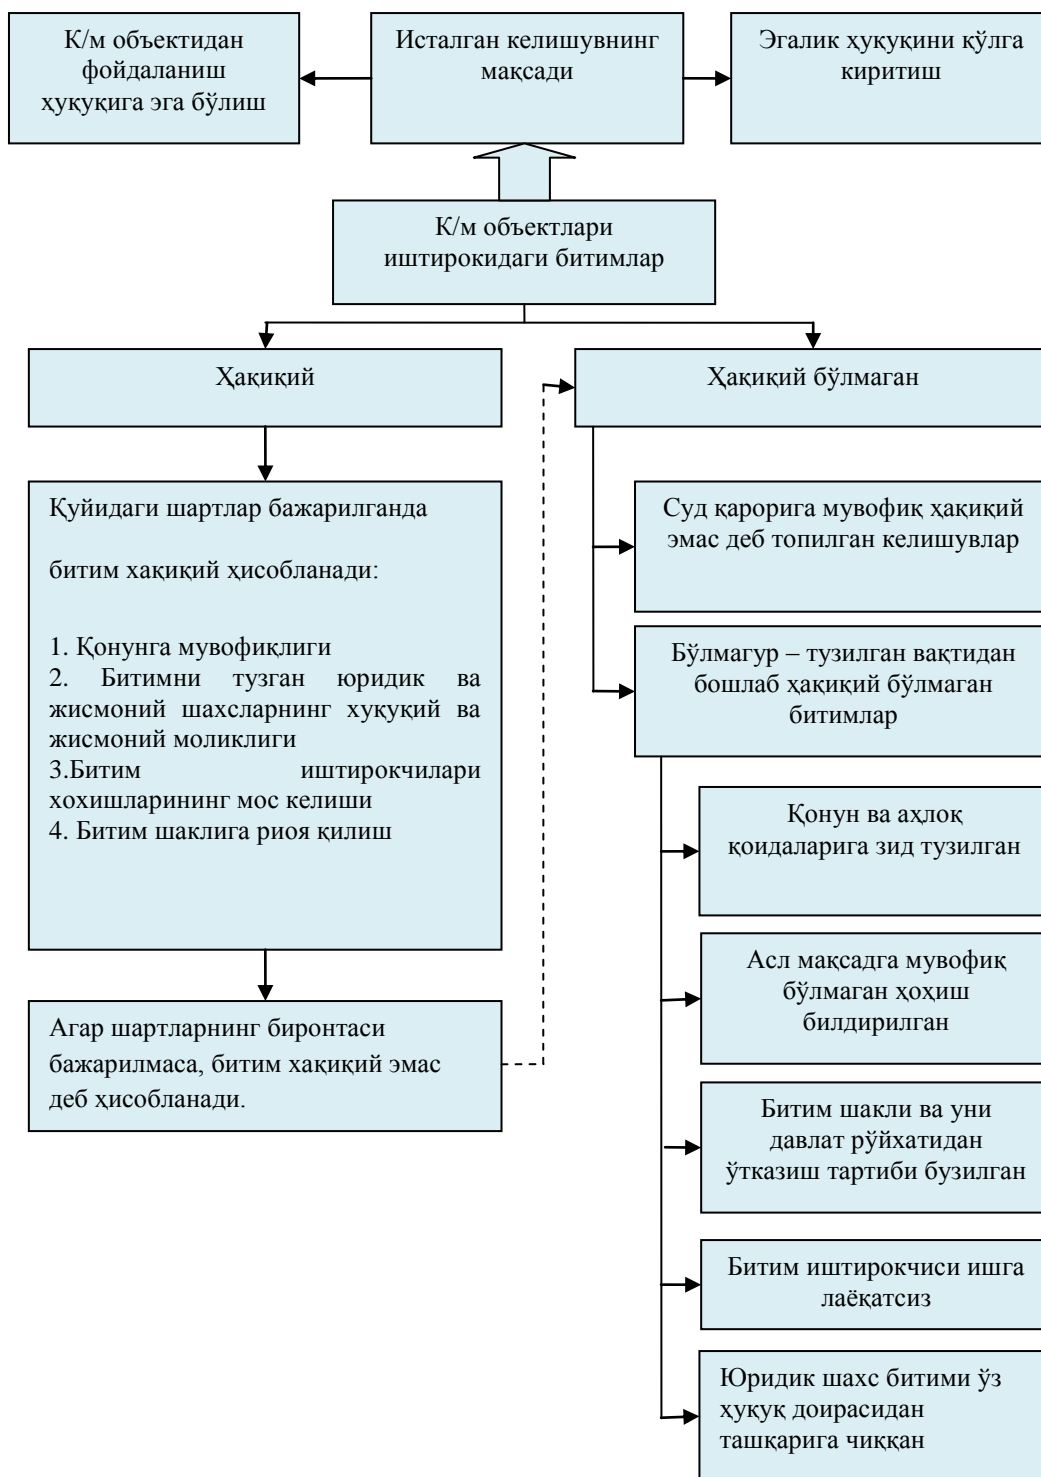 К/м объектидан
фойдаланиш
ҳуқуқига эга бўлиш
Исталган келишувнинг
мақсади
Эгалик ҳуқуқини қўлга
киритиш
К/м объектлари
иштирокидаги битимлар
Ҳақиқий
Ҳақиқий бўлмаган
Қуйидаги шартлар бажарилганда
битим хақиқий ҳисобланади:
1. Қонунга мувофиқлиги
2. Битимни тузган юридик ва
жисмоний шахсларнинг хуқуқий ва
жисмоний моликлиги
3.Битим иштирокчилари
хохишларининг мос келиши
4. Битим шаклига риоя қилиш
Агар шартларнинг биронтаси
бажарилмаса, битим хақиқий эмас
деб ҳисобланади.
Суд қарорига мувофиқ ҳақиқий
эмас деб топилган келишувлар
Бўлмагур – тузилган вақтидан
бошлаб ҳақиқий бўлмаган
битимлар
Қонун ва аҳлоқ
қоидаларига зид тузилган
Асл мақсадга мувофиқ
бўлмаган ҳоҳиш
билдирилган
Битим шакли ва уни
давлат рўйхатидан
ўтказиш тартиби бузилган
Битим иштирокчиси ишга
лаёқатсиз
Юридик шахс битими ўз
ҳуқуқ доирасидан
ташқарига чиққан